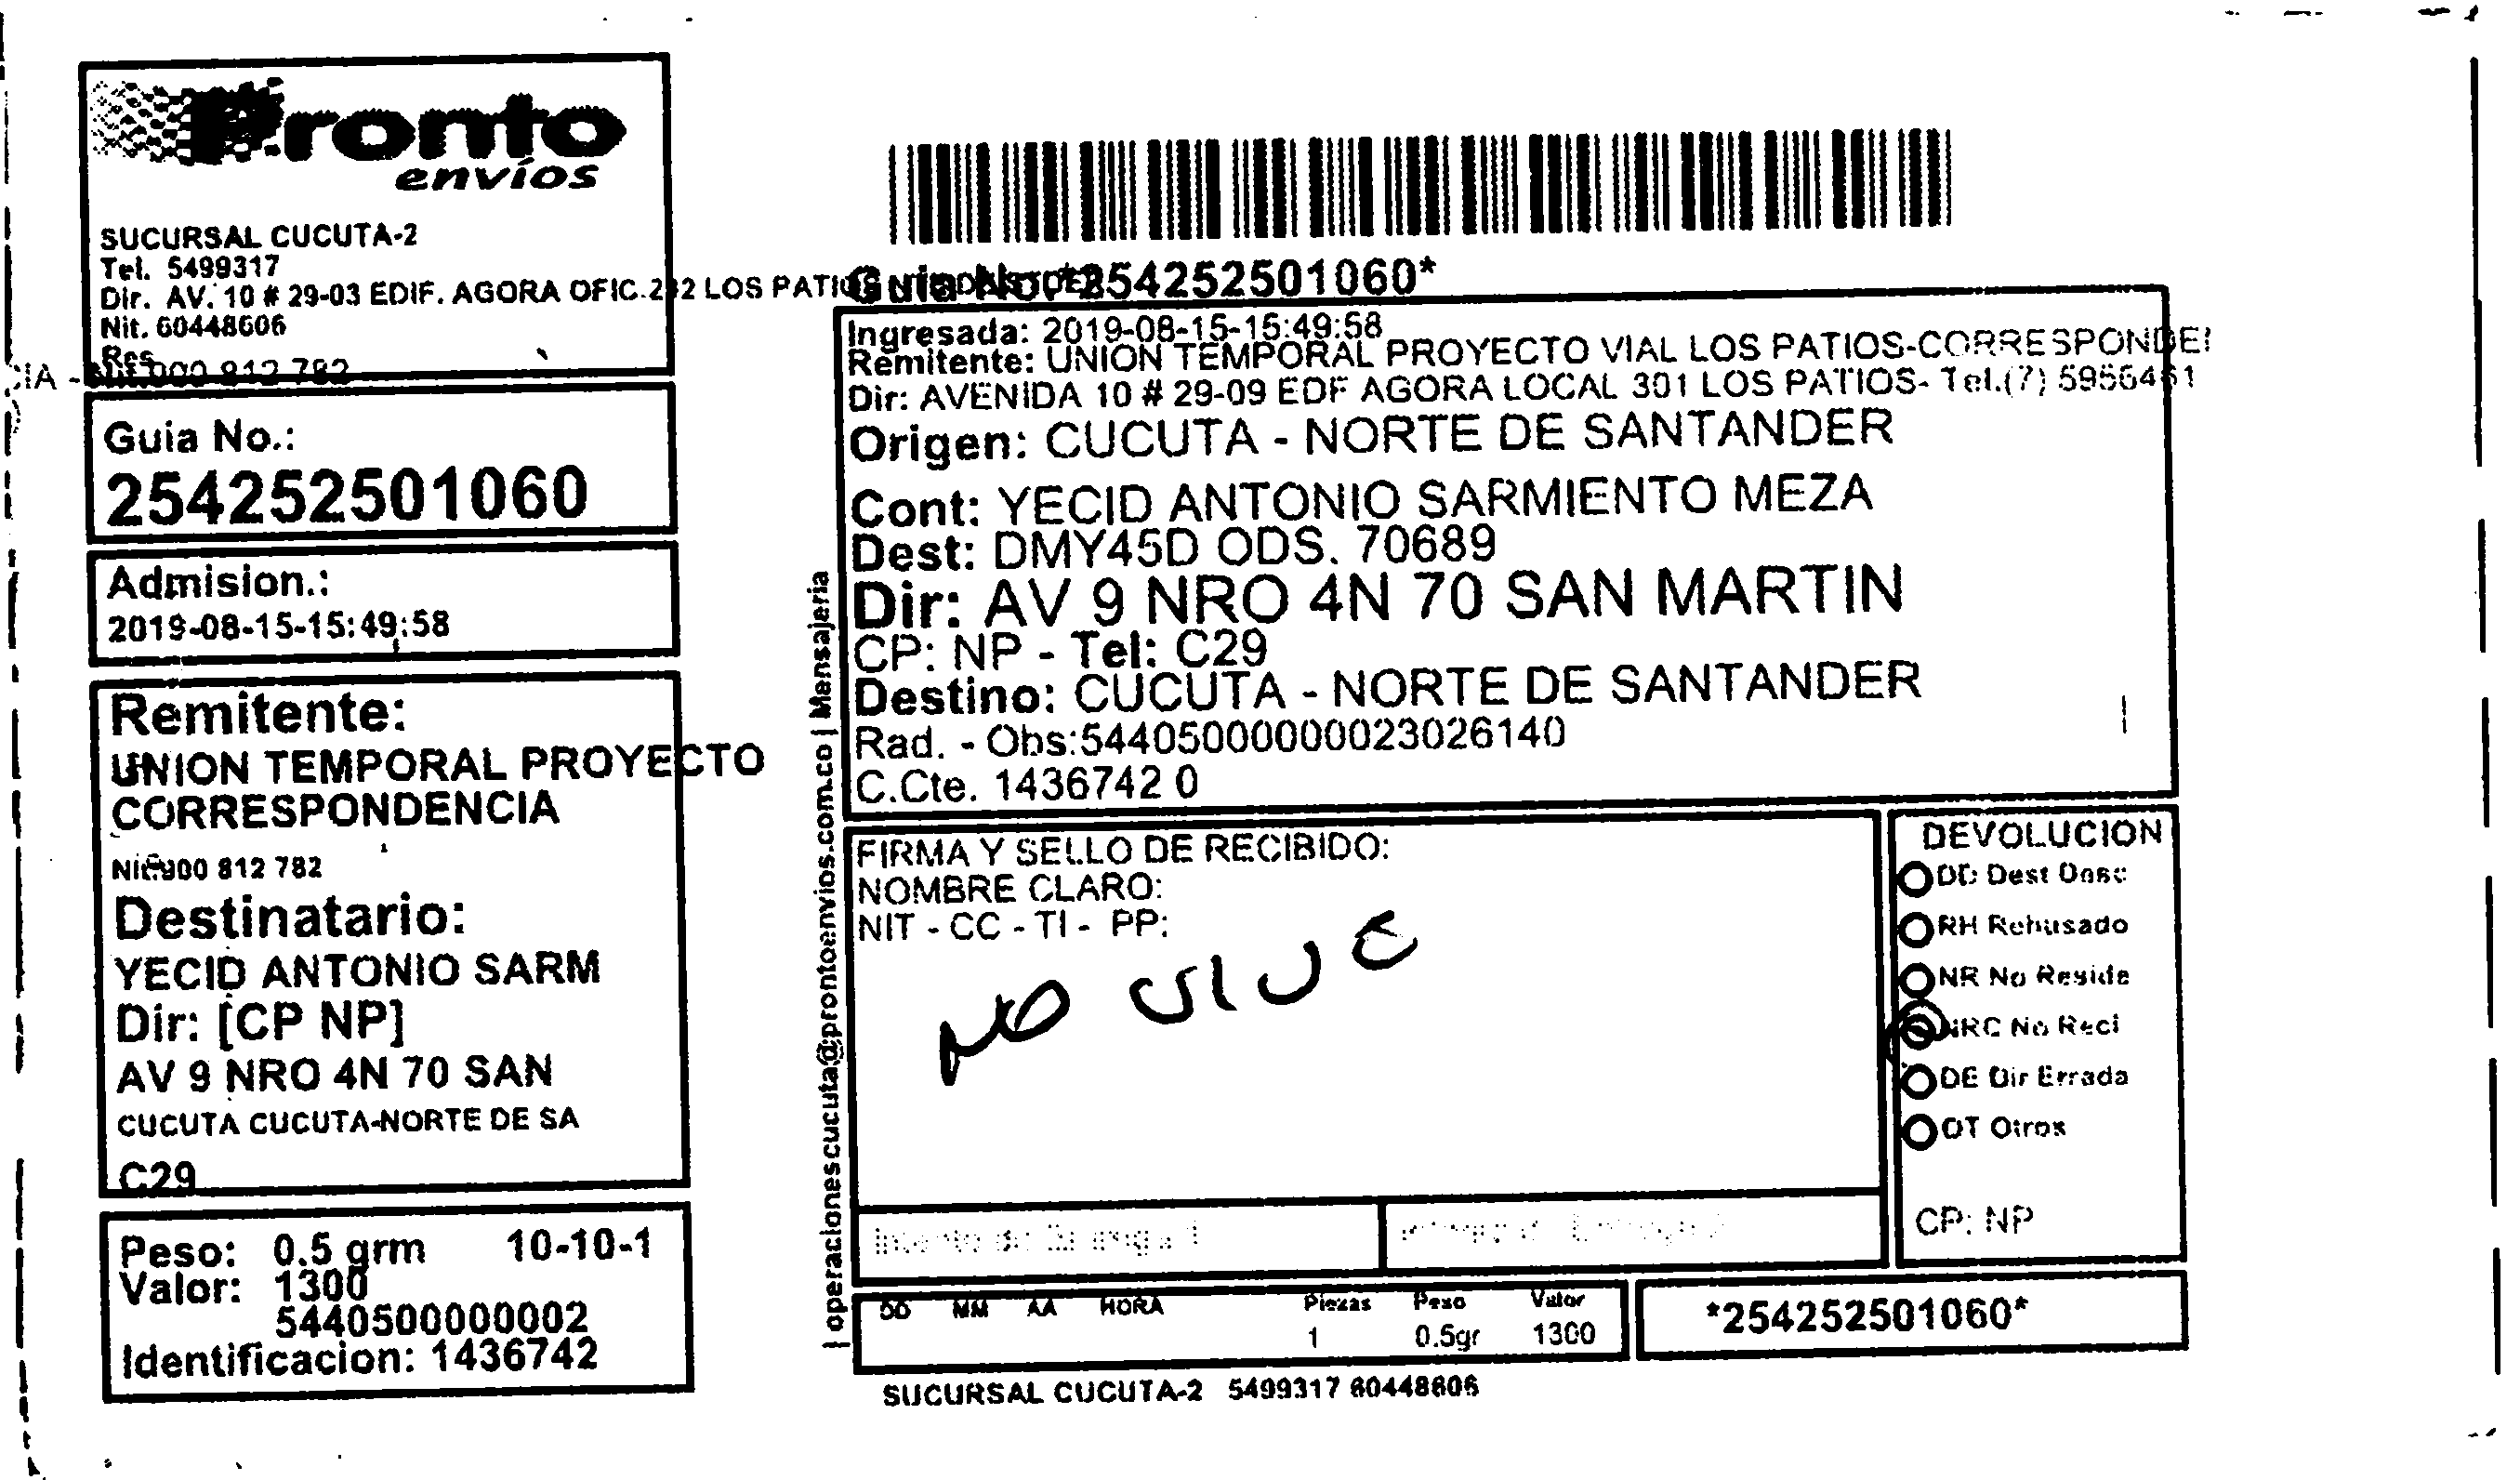 Pronto
envíos
SUCURSAL CUCUTA-2
Tel. 5499317
Dir. AV. 10 # 29-03 EDIF. AGORA OFIC. LOS PATIOS
Nit. 60448606
Res
Guia No.:
254252501060
Admision.:
2019-08-15-15:49:58
Remitente:
UNION TEMPORAL PROYECTO
CORRESPONDENCIA
Nit:900 812 782
Destinatario:
YECID ANTONIO SARM
Dir: [CP NP]
AV 9 NRO 4N 70 SAN
CUCUTA CUCUTA-NORTE DE SA
C29
Peso: 0.5 grm 10-10-1
Valor: 1300
5440500000002
Identificacion: 1436742
| operacionescucuta@prontoenvios.com.co | Mensajeria
Guia No. *254252501060*
Ingresada: 2019-08-15-15:49:58
Remitente: UNION TEMPORAL PROYECTO VIAL LOS PATIOS-CORRESPONDE
Dir: AVENIDA 10 # 29-09 EDF AGORA LOCAL 301 LOS PATIOS- Tel.(7)
Origen: CUCUTA - NORTE DE SANTANDER
Cont: YECID ANTONIO SARMIENTO MEZA
Dest: DMY45D ODS. 70689
Dir: AV 9 NRO 4N 70 SAN MARTIN
CP: NP - Tel: C29
Destino: CUCUTA - NORTE DE SANTANDER
Rad. - Obs:544050000000023026140
C.Cte. 1436742 0
FIRMA Y SELLO DE RECIBIDO:
NOMBRE CLARO:
NIT - CC - TI - PP:
NO VIVE
DEVOLUCION
DD Dest Desc
RH Rehusado
NR No Reside
NRC No Recl
DE Dir Errada
OT Otros
CP: NP
DD MM AA HORA Piezas Peso Valor
1 0.5gr 1300
*254252501060*
SUCURSAL CUCUTA-2 5499317 60448606